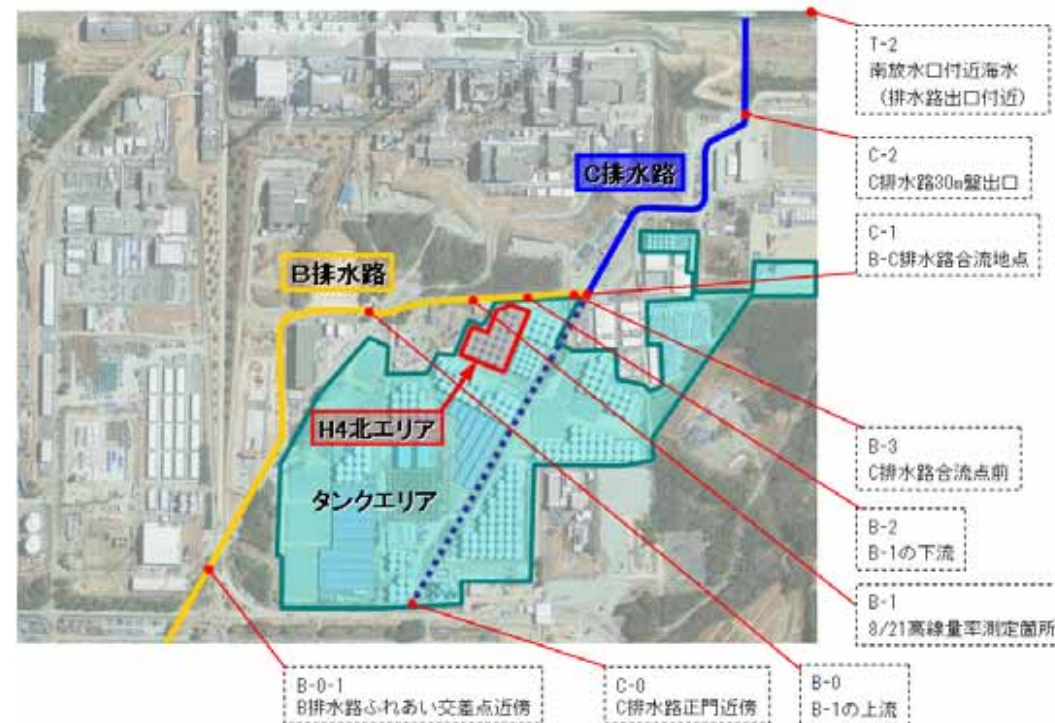 T-2
南放水口付近海水
(排水路出口付近)
C排水路
C-2
C排水路30m盤出口
C-1
B-C排水路合流地点
B排水路
H4北エリア
タンクエリア
B-3
C排水路合流点前
B-2
B-1の下流
B-1
8/21高線量率測定箇所
B-0-1
B排水路ふれあい交差点近傍
C-0
C排水路正門近傍
B-0
B-1の上流